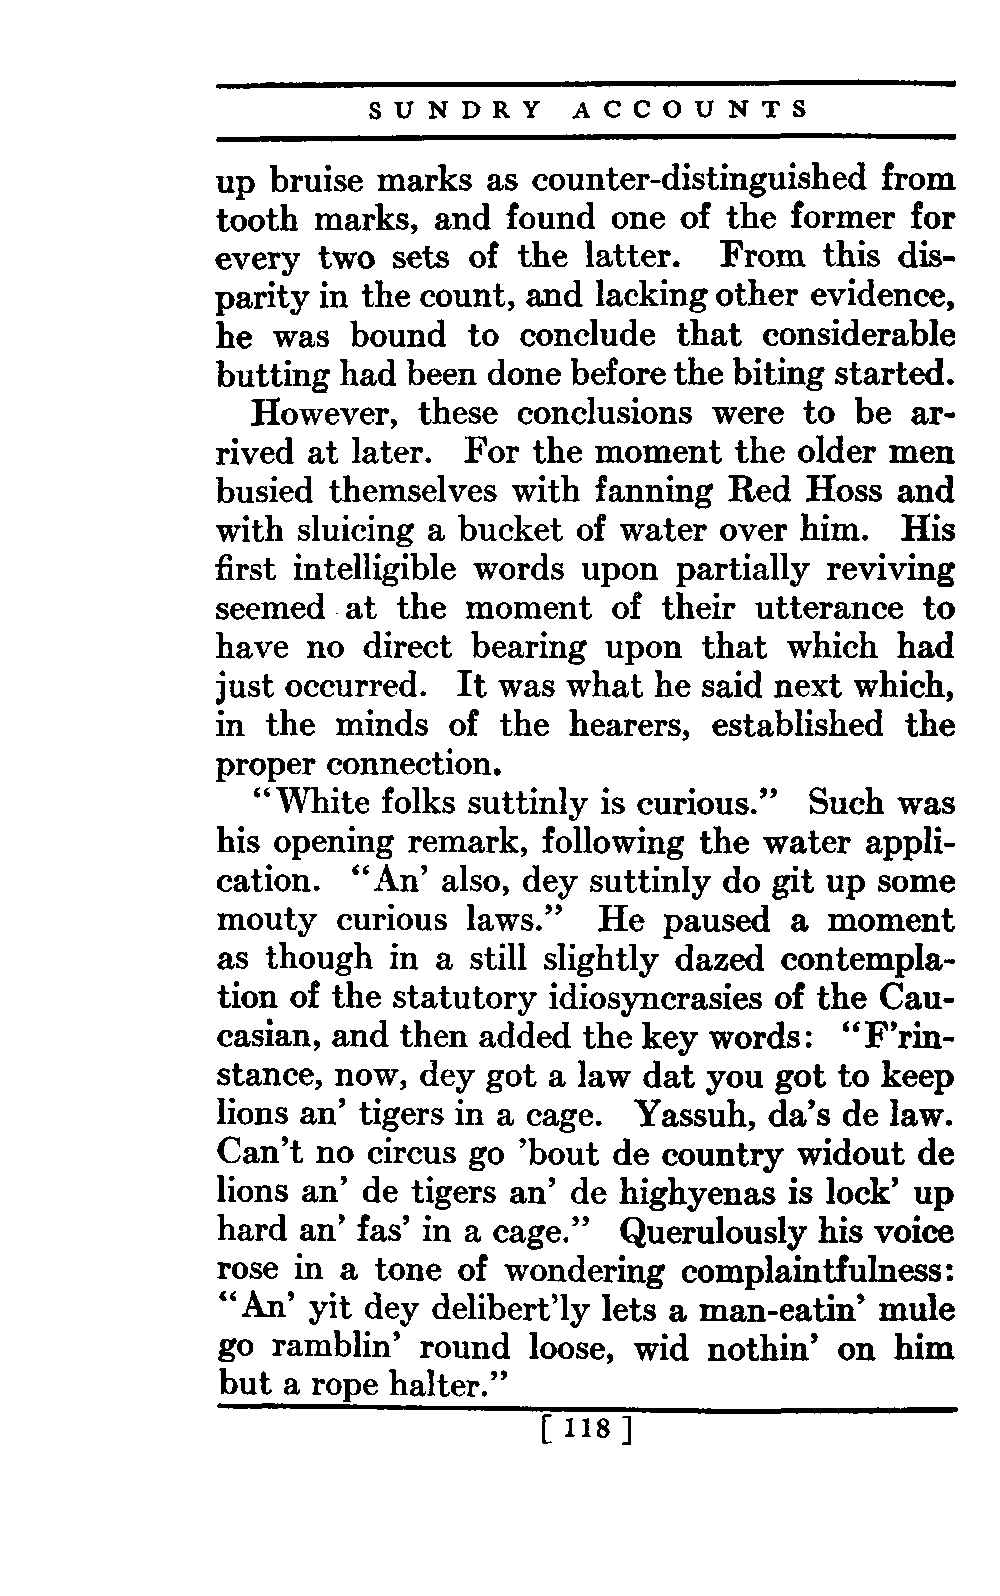 SUNDRY ACCOUNTS
up bruise marks as counter-distinguished from
tooth marks, and found one of the former for
every two sets of the latter. From this dis-
parity in the count, and lacking other evidence,
he was bound to conclude that considerable
butting had been done before the biting started.
However, these conclusions were to be ar-
rived at later. For the moment the older men
busied themselves with fanning Red Hoss and
with sluicing a bucket of water over him. His
first intelligible words upon partially reviving
seemed at the moment of their utterance to
have no direct bearing upon that which had
just occurred. It was what he said next which,
in the minds of the hearers, established the
proper connection.
“White folks suttinly is curious.” Such was
his opening remark, following the water appli-
cation. “An’ also, dey suttinly do git up some
mouty curious laws.” He paused a moment
as though in a still slightly dazed contempla-
tion of the statutory idiosyncrasies of the Cau-
casian, and then added the key words: “F’rin-
stance, now, dey got a law dat you got to keep
lions an’ tigers in a cage. Yassuh, da’s de law.
Can’t no circus go ’bout de country widout de
lions an’ de tigers an’ de highyenas is lock’ up
hard an’ fas’ in a cage.” Querulously his voice
rose in a tone of wondering complaintfulness:
“An’ yit dey delibert’ly lets a man-eatin’ mule
go ramblin’ round loose, wid nothin’ on him
but a rope halter.”
[ 118 ]